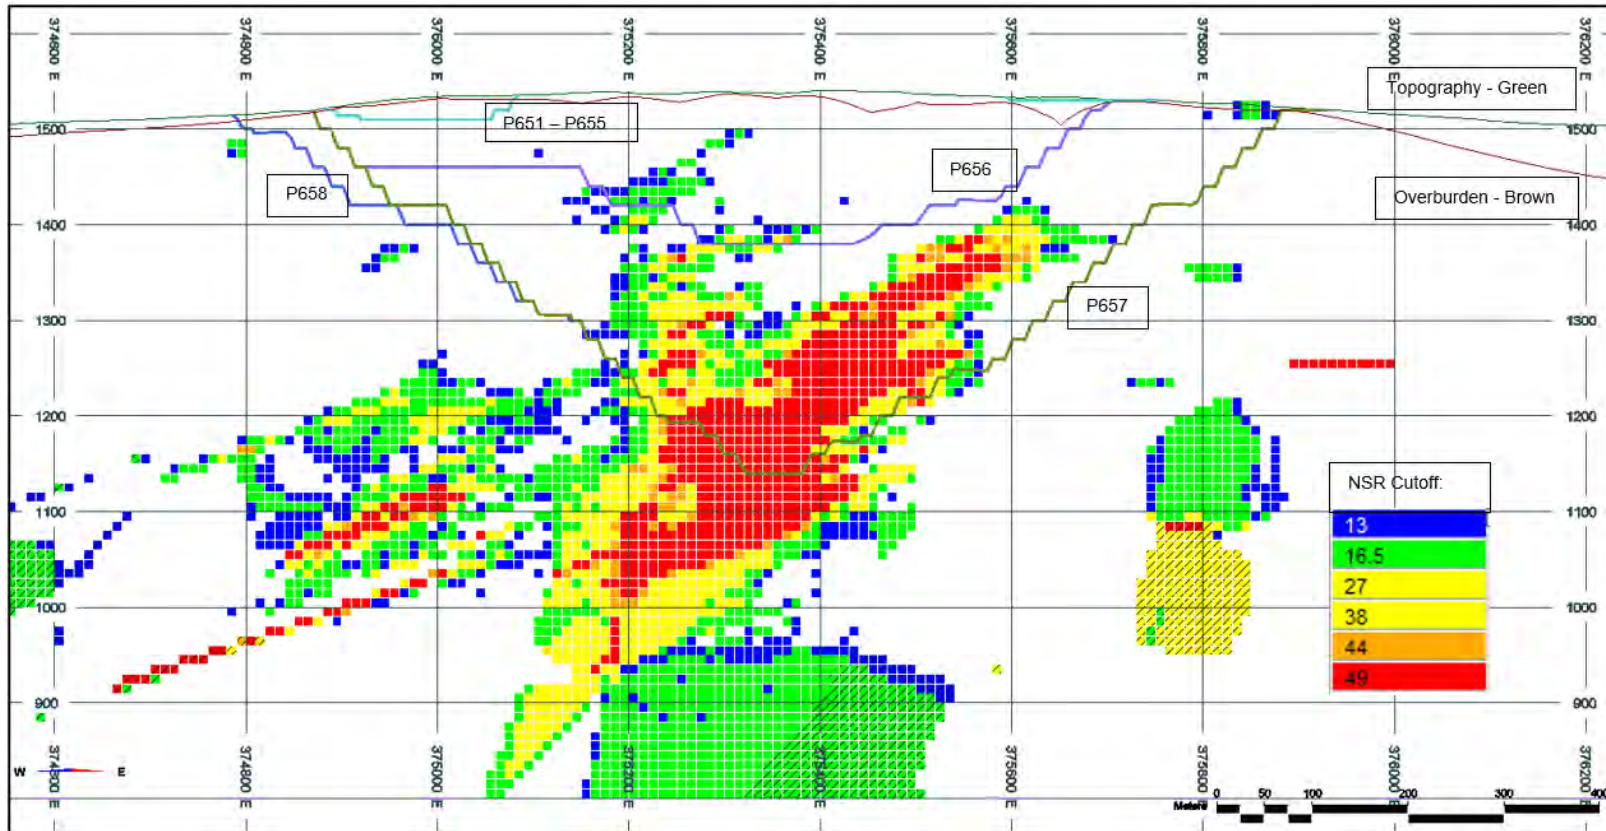 374600 E
374800 E
375000 E
375200 E
375400 E
375600 E
375800 E
376000 E
376200 E
Topography - Green
P651 – P655
1500
1500
P656
P658
Overburden - Brown
1400
1400
P657
1300
1300
1200
1200
NSR Cutoff:
1100
1100
13
16.5
27
1000
1000
38
44
49
900
900
374800 E
375000 E
375200 E
375400 E
375600 E
375800 E
376000 E
W
E
Meters
0
50
100
200
300
400